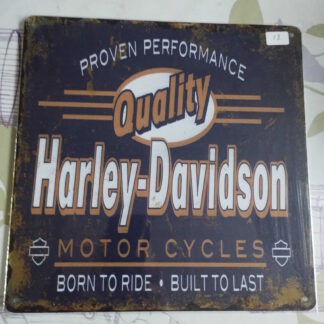 PROVEN PERFORMANCE
Quality
Harley-Davidson
MOTOR CYCLES
BORN TO RIDE • BUILT TO LAST